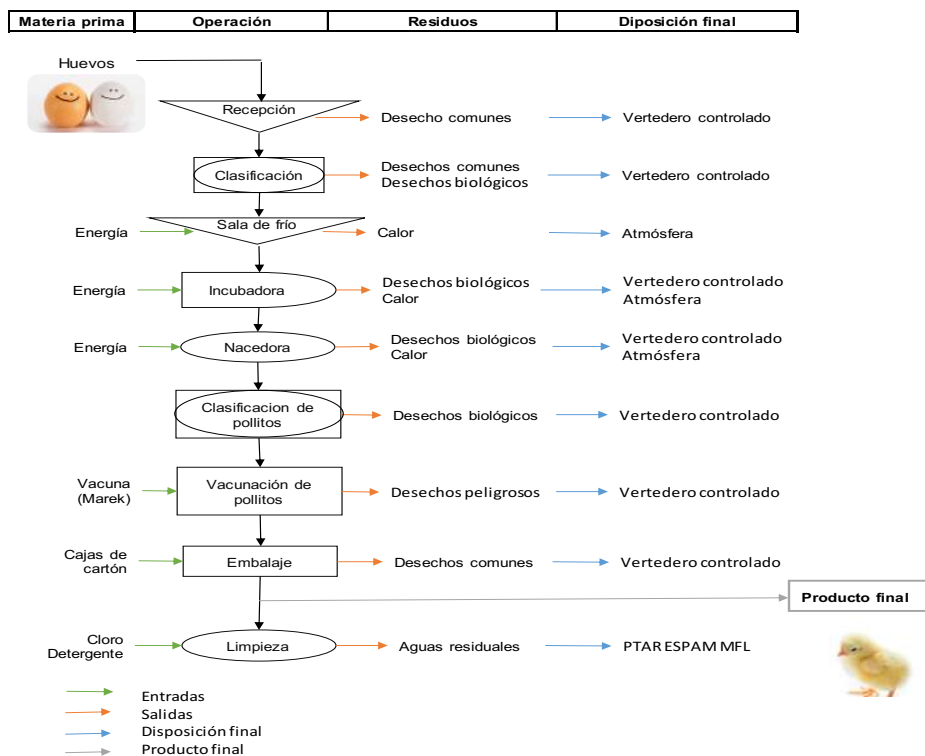 Materia prima Operación Residuos Diposición final
Huevos
Recepción Desecho comunes Vertedero controlado
Clasificación Desechos comunes
Desechos biológicos Vertedero controlado
Energía Sala de frío Calor Atmósfera
Energía Incubadora Desechos biológicos
Calor Vertedero controlado
Atmósfera
Energía Nacedora Desechos biológicos
Calor Vertedero controlado
Atmósfera
Clasificacion de
pollitos Desechos biológicos Vertedero controlado
Vacuna
(Marek) Vacunación de
pollitos Desechos peligrosos Vertedero controlado
Cajas de
cartón Embalaje Desechos comunes Vertedero controlado
Producto final
Cloro
Detergente Limpieza Aguas residuales PTAR ESPAM MFL
Entradas
Salidas
Disposición final
Producto final